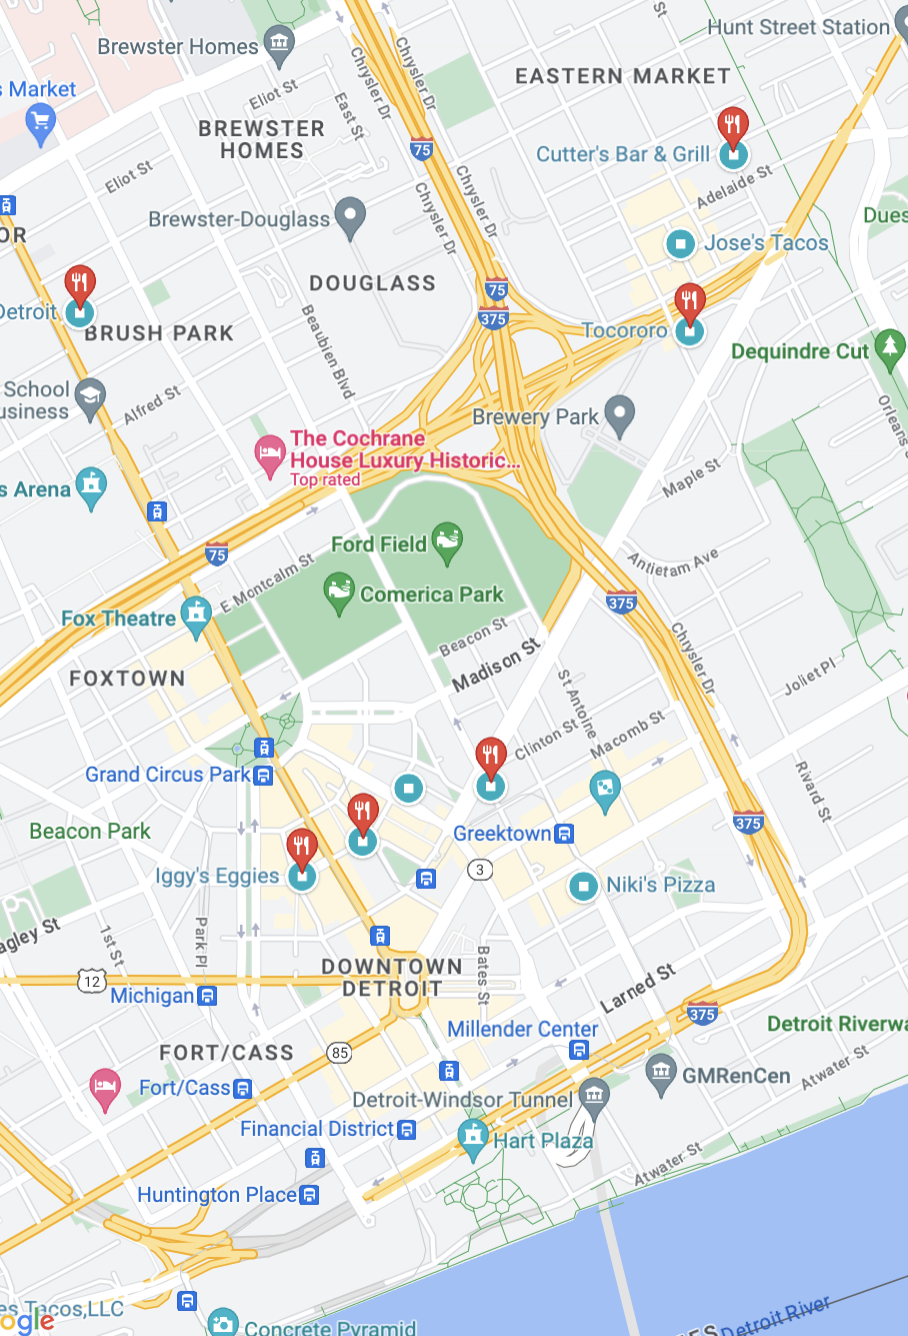 Hunt Street Station
Brewster Homes
EASTERN MARKET
s Market
Eliot St
Chrysler Dr
Chrysler Dr
East St
St
BREWSTER
HOMES
75
Cutter's Bar & Grill
Eliot St
Adelaide St
Chrysler Dr
Chrysler Dr
Brewster-Douglass
Dues
OR
Jose's Tacos
DOUGLASS
75
375
Detroit
BRUSH PARK
Beaubien Blvd
Tocororo
Dequindre Cut
School
usiness
Alfred St
Brewery Park
Orleans S
The Cochrane
House Luxury Historic...
Top rated
Maple St
s Arena
75
Ford Field
E Montcalm St
Antietam Ave
Comerica Park
375
Fox Theatre
Beacon St
Madison St
Chrysler Dr
FOXTOWN
St Antoine
Joliet Pl
Clinton St
Macomb St
Grand Circus Park
Rivard St
Beacon Park
Greektown
375
3
Iggy's Eggies
Niki's Pizza
agley St
1st St
Park Pl
DOWNTOWN
DETROIT
Bates St
12
Michigan
Larned St
375
Millender Center
Detroit Riverwa
FORT/CASS
85
Atwater St
GMRenCen
Fort/Cass
Detroit-Windsor Tunnel
Financial District
Hart Plaza
Atwater St
Huntington Place
es Tacos,LLC
ogle
Concrete Pyramid
Detroit River
ES